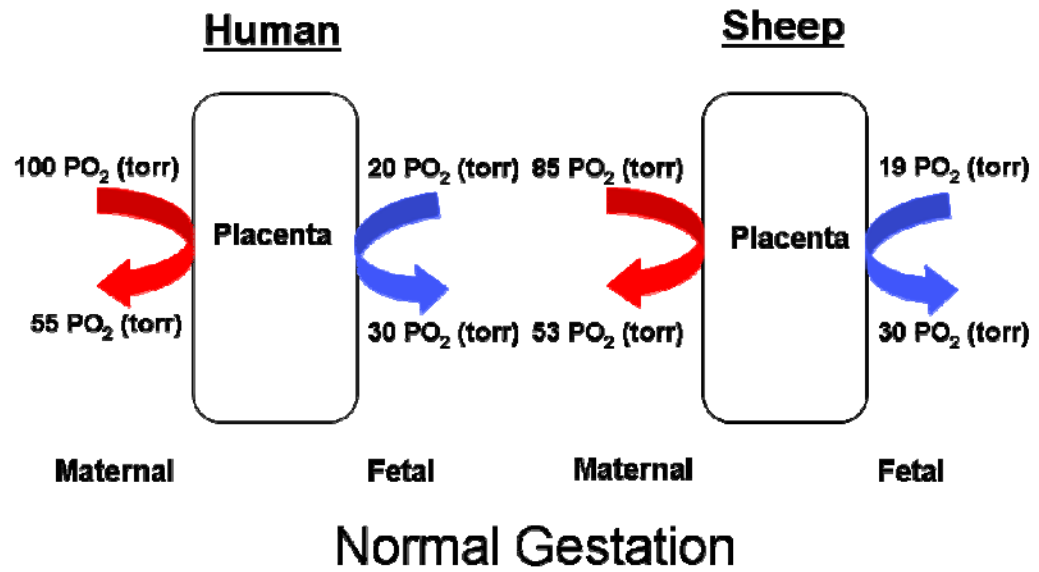 Human
Sheep
100 PO₂ (torr)
20 PO₂ (torr)
85 PO₂ (torr)
19 PO₂ (torr)
Placenta
Placenta
55 PO₂ (torr)
30 PO₂ (torr)
53 PO₂ (torr)
30 PO₂ (torr)
Maternal
Fetal
Maternal
Fetal
Normal Gestation